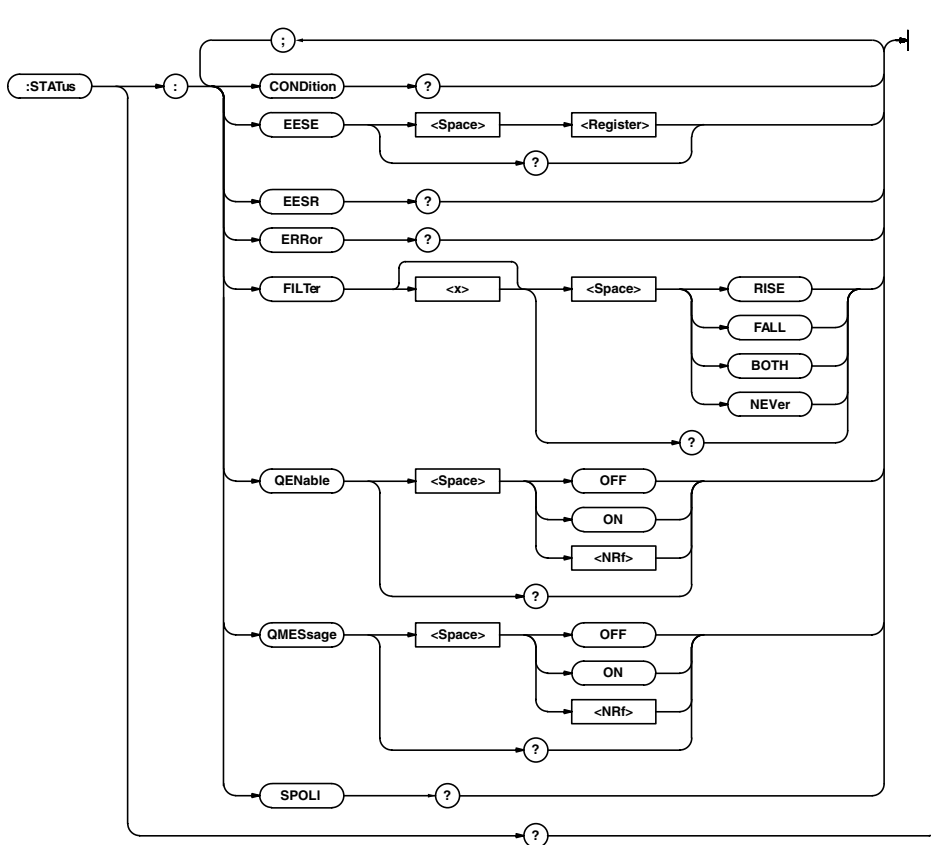 ;
:STATus : CONDition ?
EESE <Space> <Register>
?
EESR ?
ERRor ?
FILTer <x> <Space> RISE
FALL
BOTH
NEVer
?
QENable <Space> OFF
ON
<NRf>
?
QMESsage <Space> OFF
ON
<NRf>
?
SPOLl ?
?